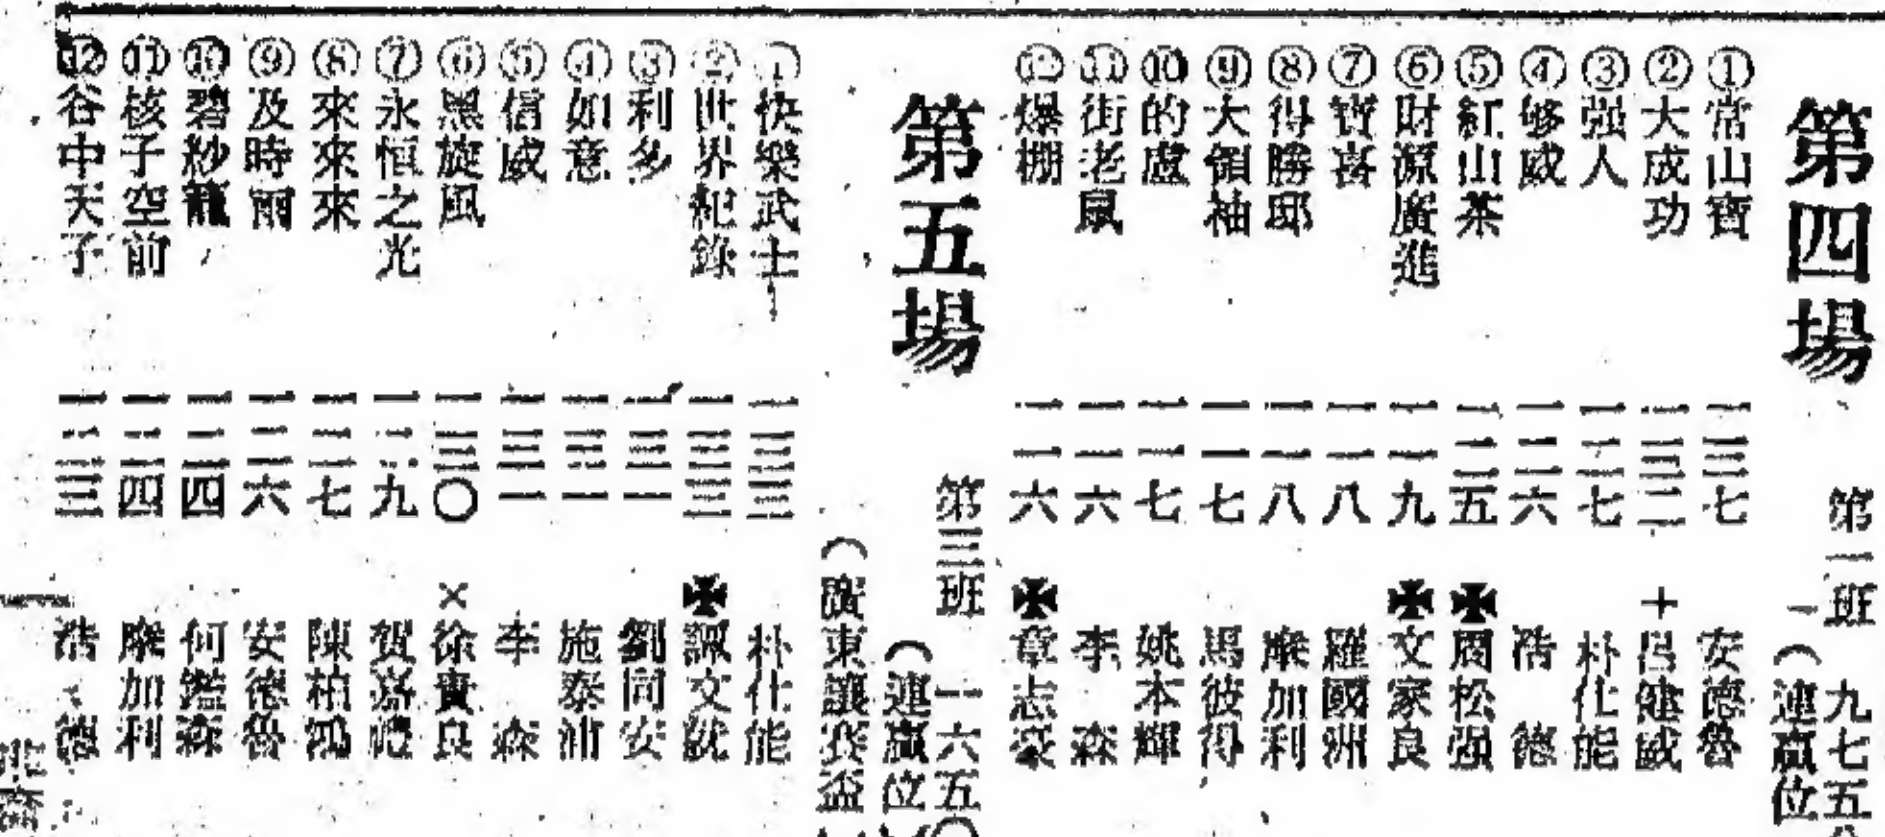 第四場
第一班 九七五
(連贏位
①常山寶 一三七 安德魯
②大成功 一三二 +呂健威
③强人 一二七 朴仕能
④够威 一二六 浩德
⑤紅山茶 一二五 ✠周松强
⑥財源廣進 一一九 ✠文家良
⑦寶喜 一一八 羅國洲
⑧得勝邸 一一八 摩加利
⑨大領袖 一一七 馬彼得
⑩的盧 一一七 姚本輝
⑪街老鼠 一一六 李森
⑫爆棚 一一六 ✠章志豪
第五場
第三班 一六五〇
(連贏位)
(廣東讓賽盃)
①快樂武士 一三三 朴仕能
②世界紀錄 一三三 ✠ 文就
③利多 一三一 劉同安
④如意 一三一 施泰浦
⑤信威 一三一 李森
⑥黑旋風 一三〇 ×徐賣良
⑦永恒之光 一二九 賀嘉禮
⑧來來來來 一二七 陳柏鴻
⑨及時雨 一二六 安德魯
⑩碧紗籠 一二四 何鑑森
⑪核子空前 一二四 摩加利
⑫谷中天子 一二三 浩德